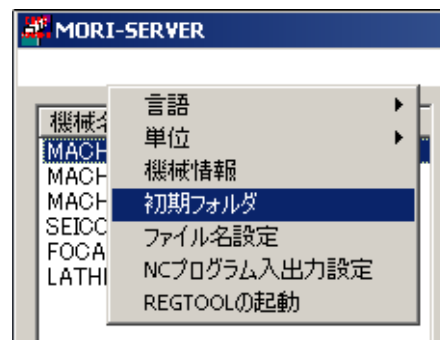 MORI-SERVER
言語
単位
機械情報
初期フォルダ
ファイル名設定
NCプログラム入出力設定
REGTOOLの起動
機械名
MACH
MACH
MACH
SEICO
FOCA
LATH